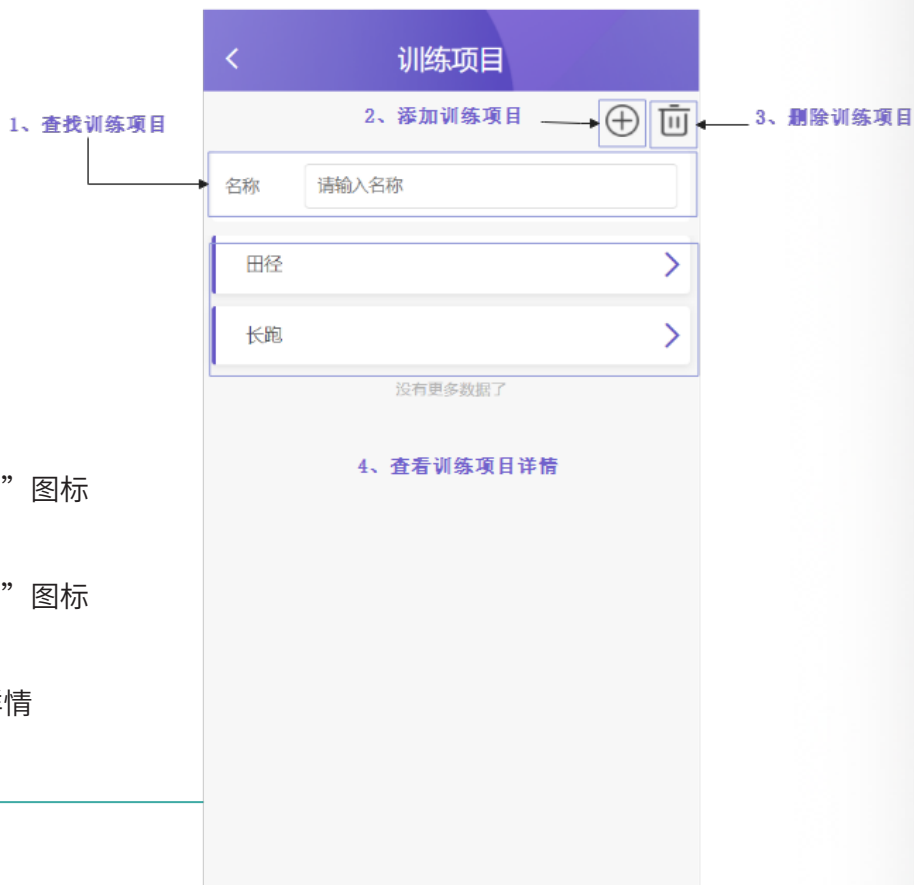 训练项目
1、查找训练项目
2、添加训练项目
3、删除训练项目
名称
请输入名称
田径
长跑
没有更多数据了
4、查看训练项目详情
”图标
”图标
情